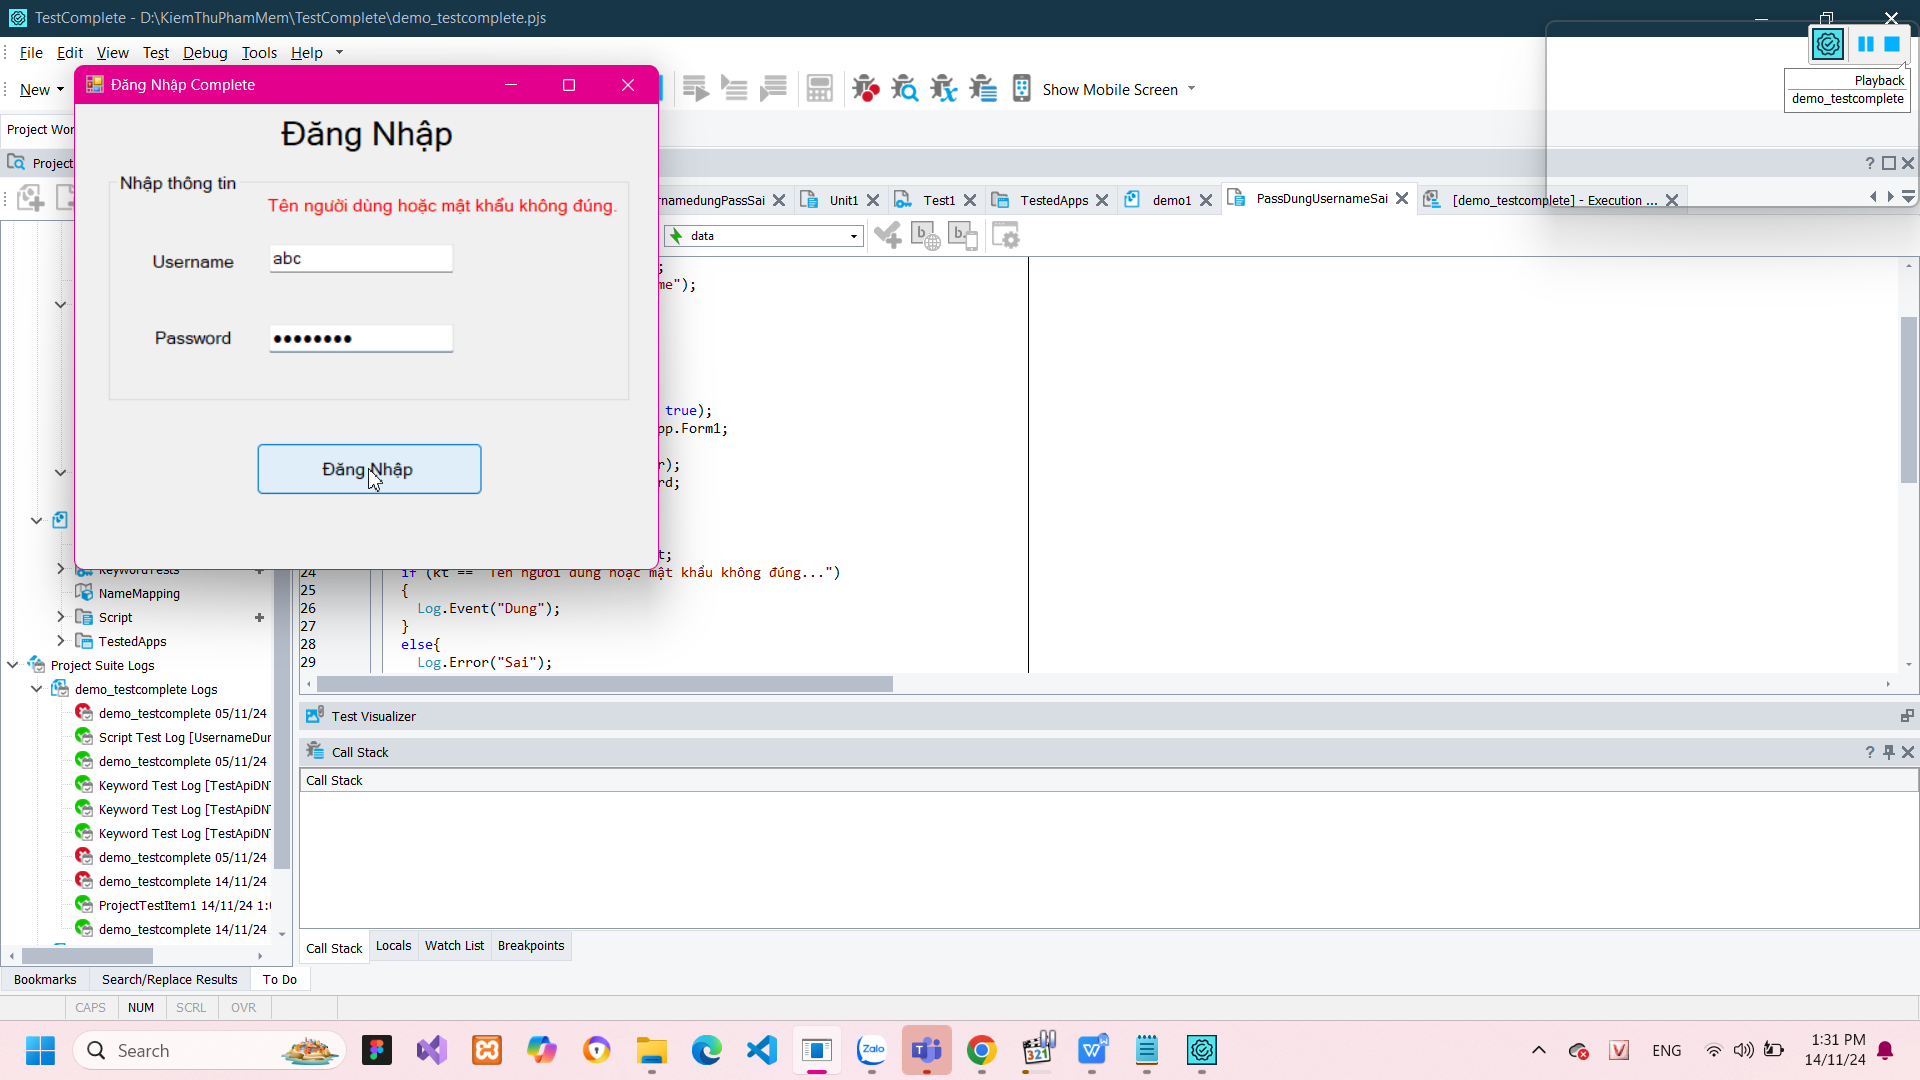 TestComplete - D:\KiemThuPhamMem\TestComplete\demo_testcomplete.pjs
File Edit View Test Debug Tools Help
New
Show Mobile Screen
Playback
demo_testcomplete
Đăng Nhập Complete
Đăng Nhập
Nhập thông tin
Tên người dùng hoặc mật khẩu không đúng.
Username
abc
Password
••••••••
Đăng Nhập
Project Wor
Project
rnamedungPassSai
Unit1
Test1
TestedApps
demo1
PassDungUsernameSai
[demo_testcomplete] - Execution ...
data
;
me");
true);
pp.Form1;
r);
rd;
t;
24 if (kt == "Tên người dùng hoặc mật khẩu không đúng...")
25 {
26 Log.Event("Dung");
27 }
28 else{
29 Log.Error("Sai");
KeywordTests
NameMapping
Script
TestedApps
Project Suite Logs
demo_testcomplete Logs
demo_testcomplete 05/11/24
Script Test Log [UsernameDur
demo_testcomplete 05/11/24
Keyword Test Log [TestApiDN
Keyword Test Log [TestApiDN
Keyword Test Log [TestApiDN
demo_testcomplete 05/11/24
demo_testcomplete 14/11/24
ProjectTestItem1 14/11/24 1:
demo_testcomplete 14/11/24
Test Visualizer
Call Stack
Call Stack
Call Stack Locals Watch List Breakpoints
Bookmarks Search/Replace Results To Do
CAPS NUM SCRL OVR
Search
Zalo
321
ENG
1:31 PM
14/11/24